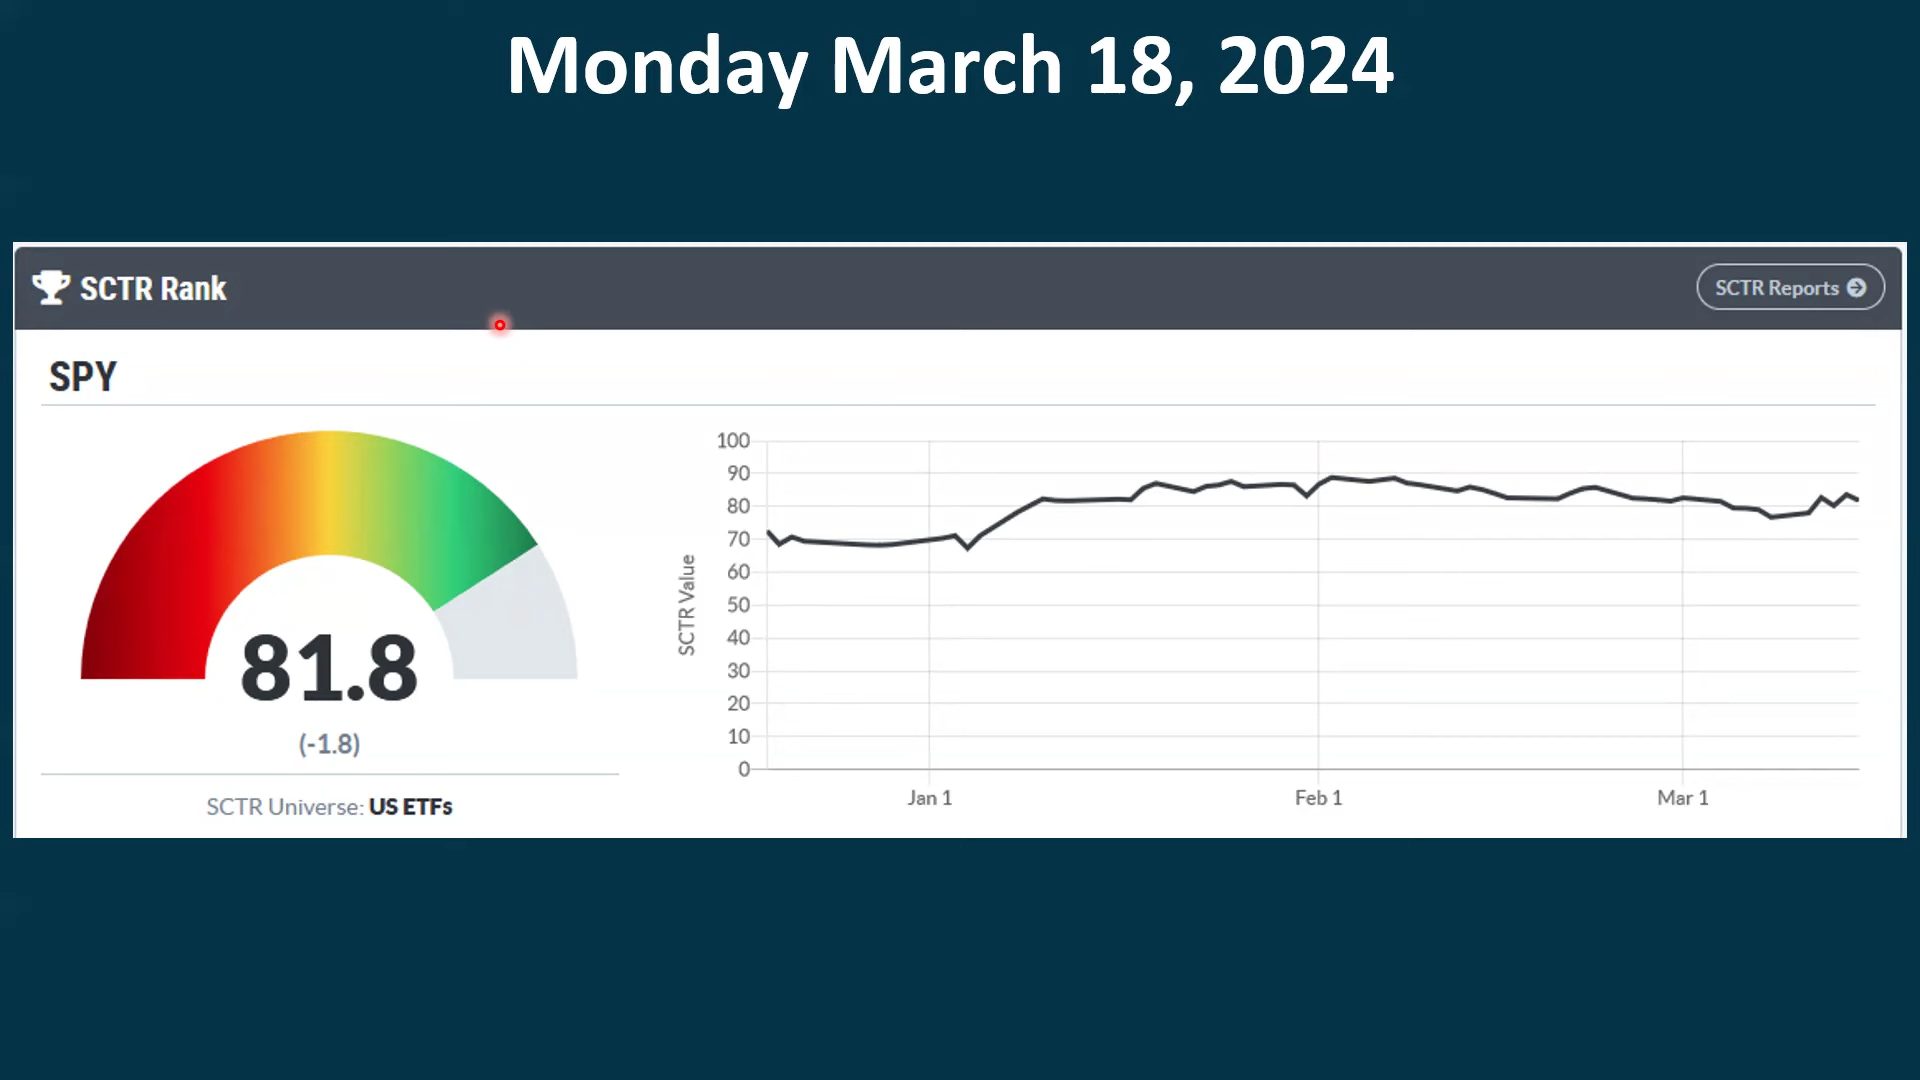 Monday March 18, 2024
SCTR Rank
SCTR Reports
SPY
81.8
(-1.8)
SCTR Universe: US ETFs
SCTR Value
100
90
80
70
60
50
40
30
20
10
0
Jan 1
Feb 1
Mar 1